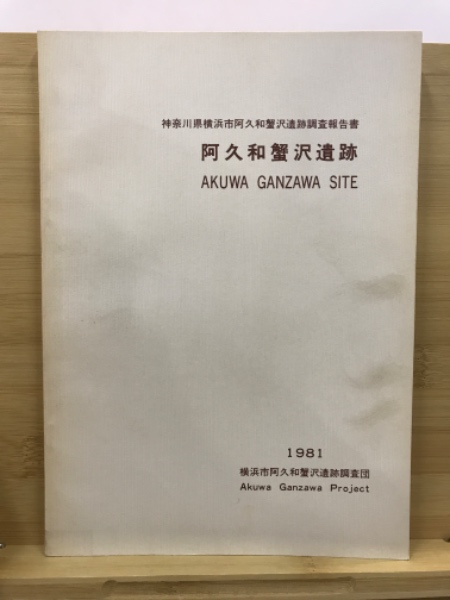 神奈川県横浜市阿久和蟹沢遺跡調査報告書
阿久和蟹沢遺跡
AKUWA GANZAWA SITE
1981
横浜市阿久和蟹沢遺跡調査団
Akuwa Ganzawa Project